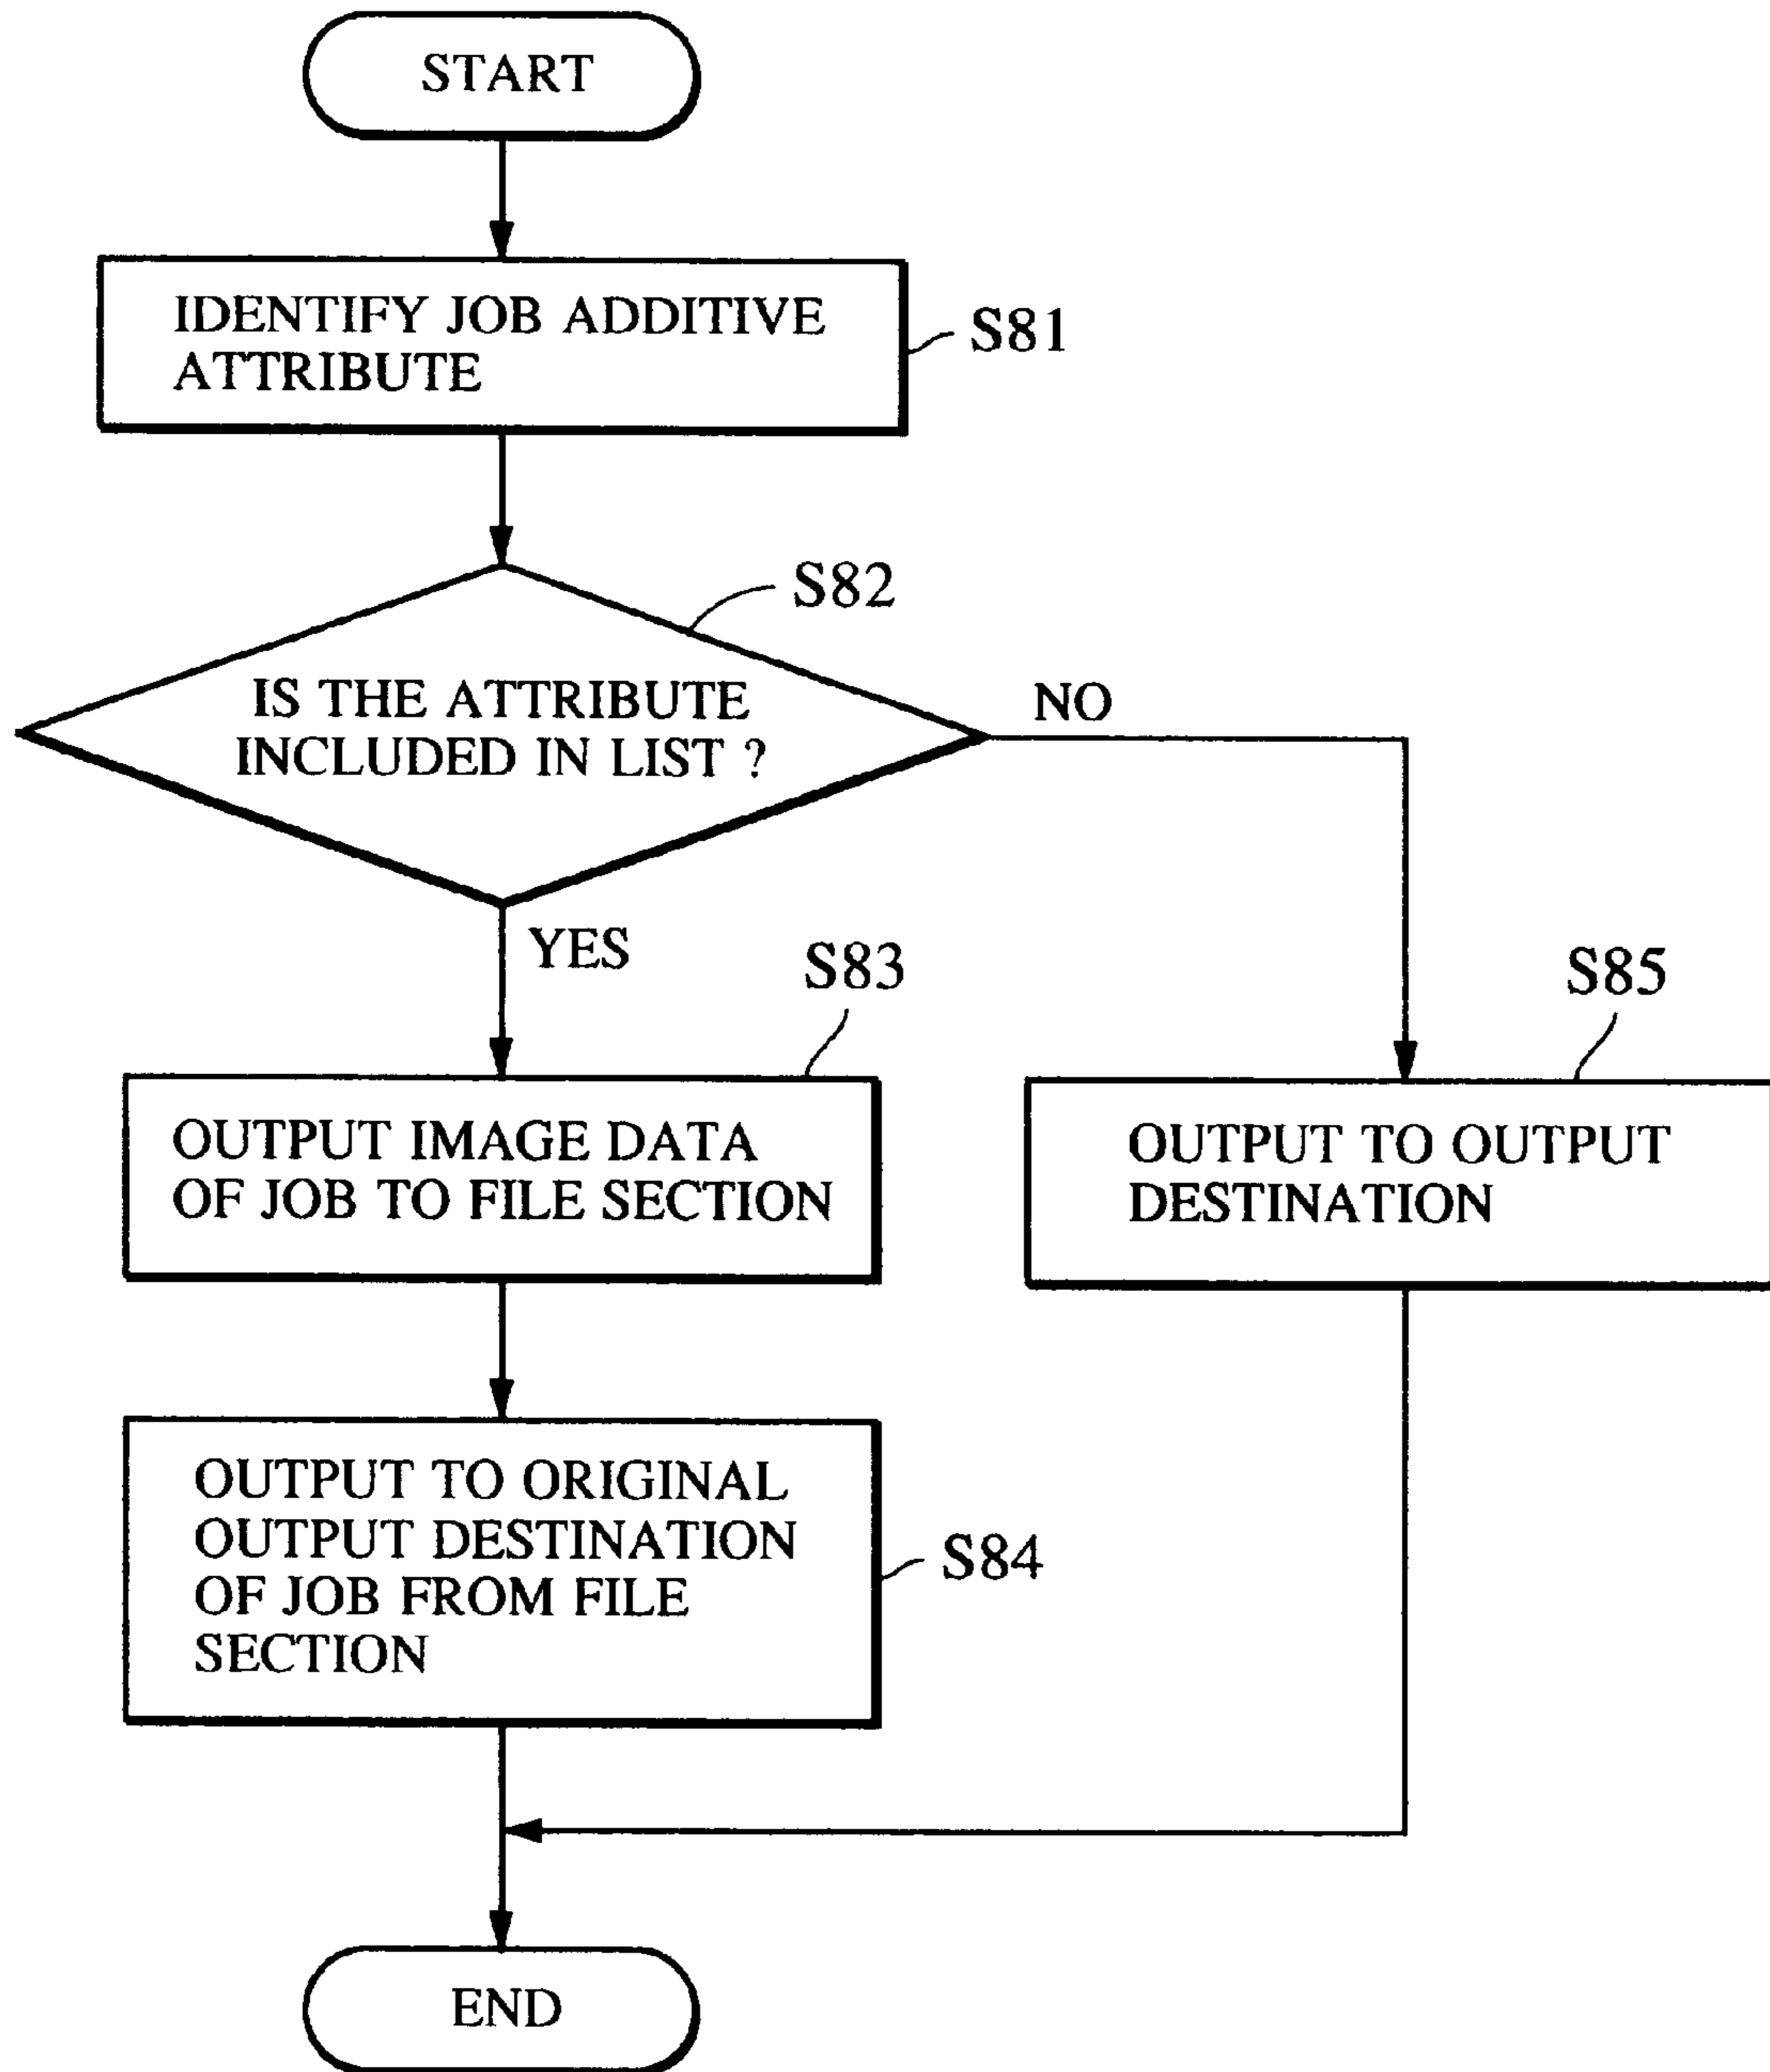 START
IDENTIFY JOB ADDITIVE
ATTRIBUTE
S81
S82
IS THE ATTRIBUTE
INCLUDED IN LIST ?
NO
YES
S83
S85
OUTPUT IMAGE DATA
OF JOB TO FILE SECTION
OUTPUT TO OUTPUT
DESTINATION
OUTPUT TO ORIGINAL
OUTPUT DESTINATION
OF JOB FROM FILE
SECTION
S84
END